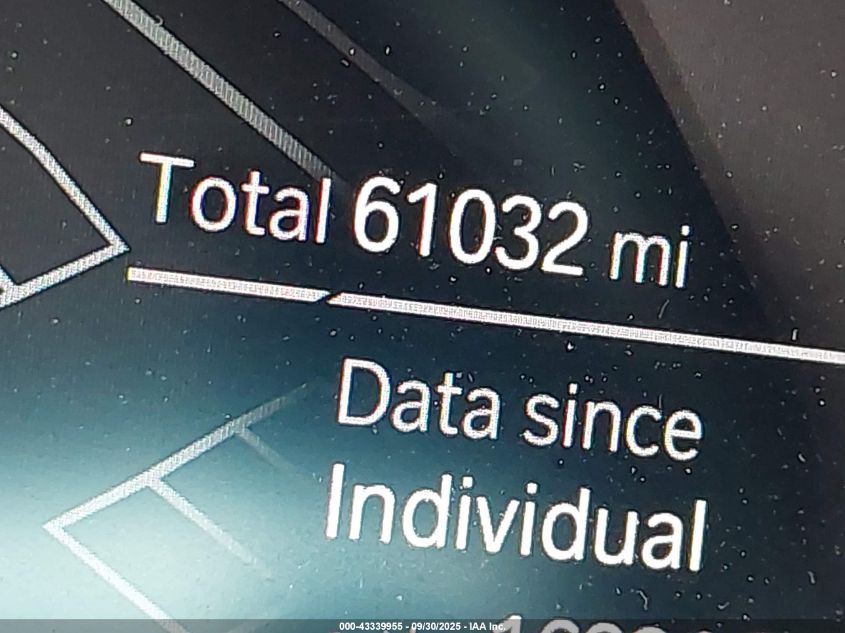 Total 61032 mi
Data since
Individual
000-43339955 - 09/30/2025 - IAA Inc.